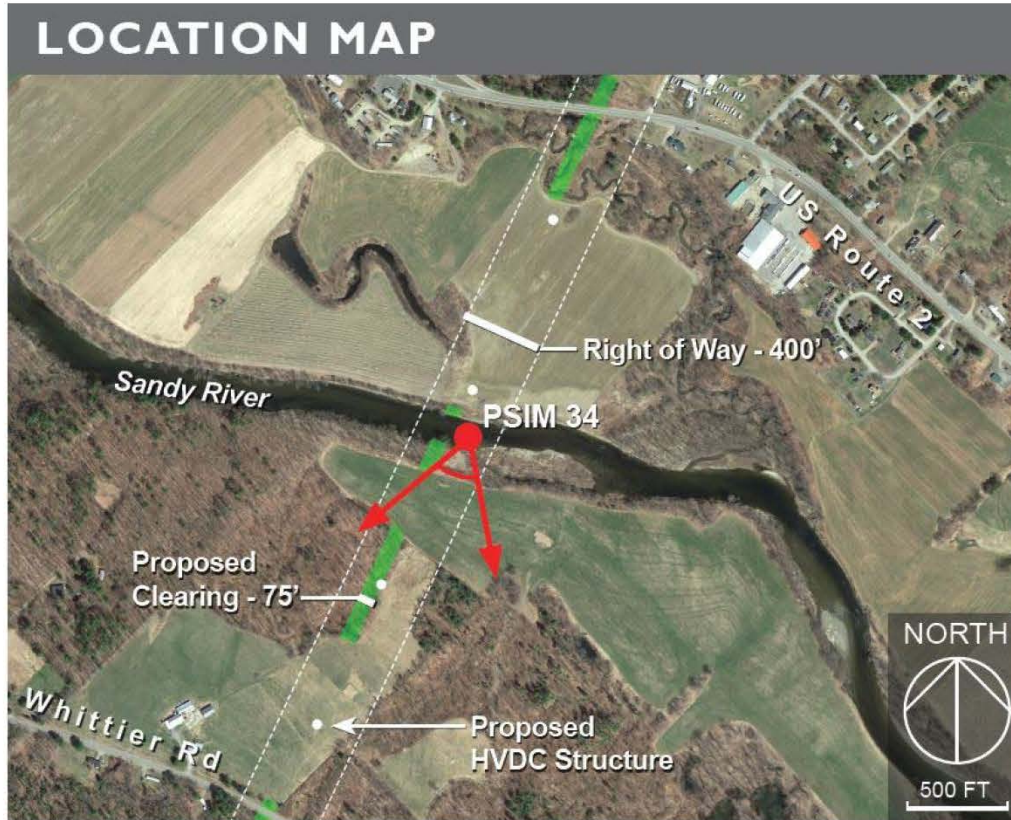 LOCATION MAP
US Route 2
Right of Way - 400'
Sandy River
PSIM 34
Proposed
Clearing - 75'
Whittier Rd
Proposed
HVDC Structure
NORTH
500 FT